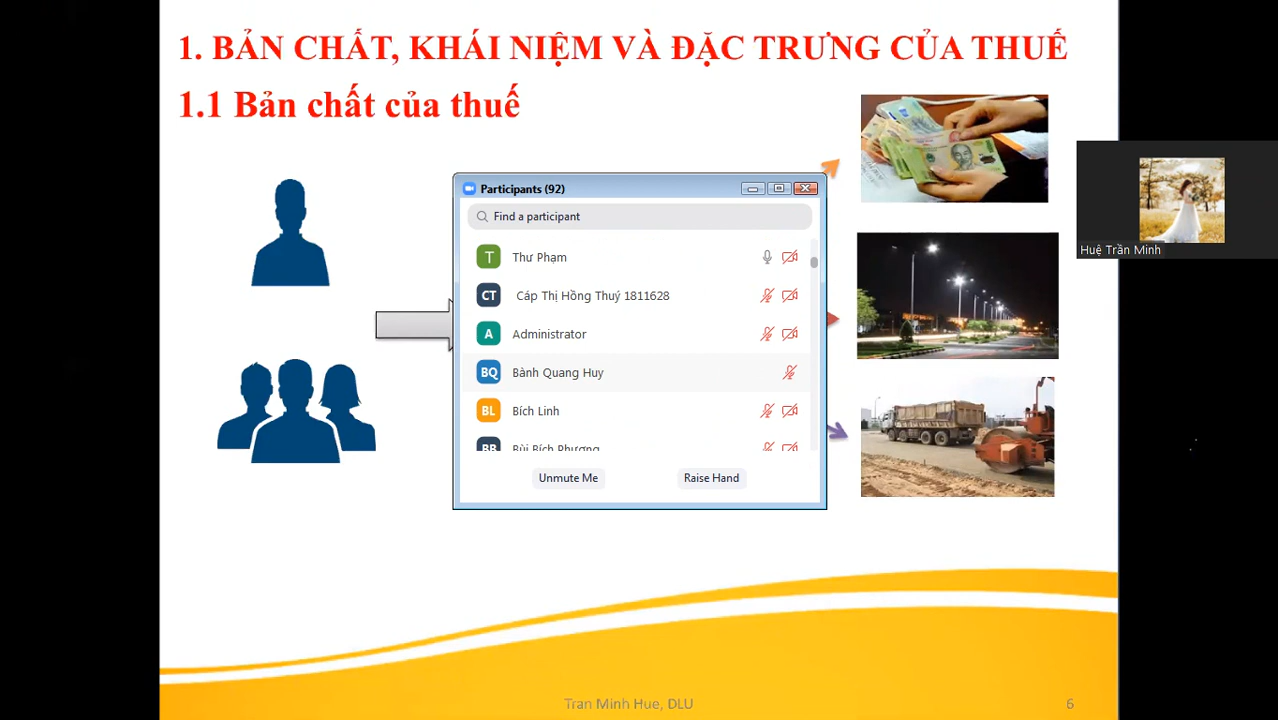 1. BẢN CHẤT, KHÁI NIỆM VÀ ĐẶC TRƯNG CỦA THUẾ
1.1 Bản chất của thuế
Participants (92)
Find a participant
T Thư Phạm
CT Cáp Thị Hồng Thuý 1811628
A Administrator
BQ Bành Quang Huy
BL Bích Linh
BB Bùi Bích Phương
Unmute Me Raise Hand
Huệ Trần Minh
Tran Minh Hue, DLU 6